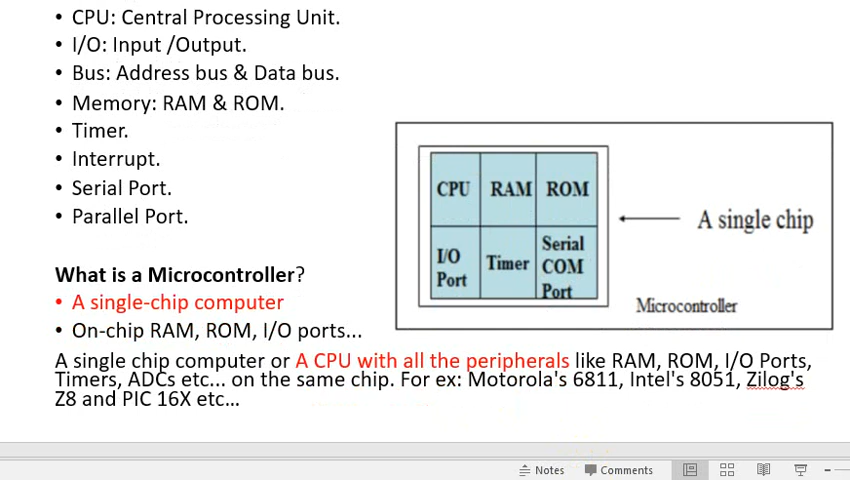 • CPU: Central Processing Unit.
• I/O: Input /Output.
• Bus: Address bus & Data bus.
• Memory: RAM & ROM.
• Timer.
• Interrupt.
• Serial Port.
• Parallel Port.
CPU RAM ROM
I/O Port
Timer
Serial COM Port
A single chip
Microcontroller
What is a Microcontroller?
• A single-chip computer
• On-chip RAM, ROM, I/O ports...
A single chip computer or A CPU with all the peripherals like RAM, ROM, I/O Ports,
Timers, ADCs etc... on the same chip. For ex: Motorola's 6811, Intel's 8051, Zilog's
Z8 and PIC 16X etc...
Notes Comments